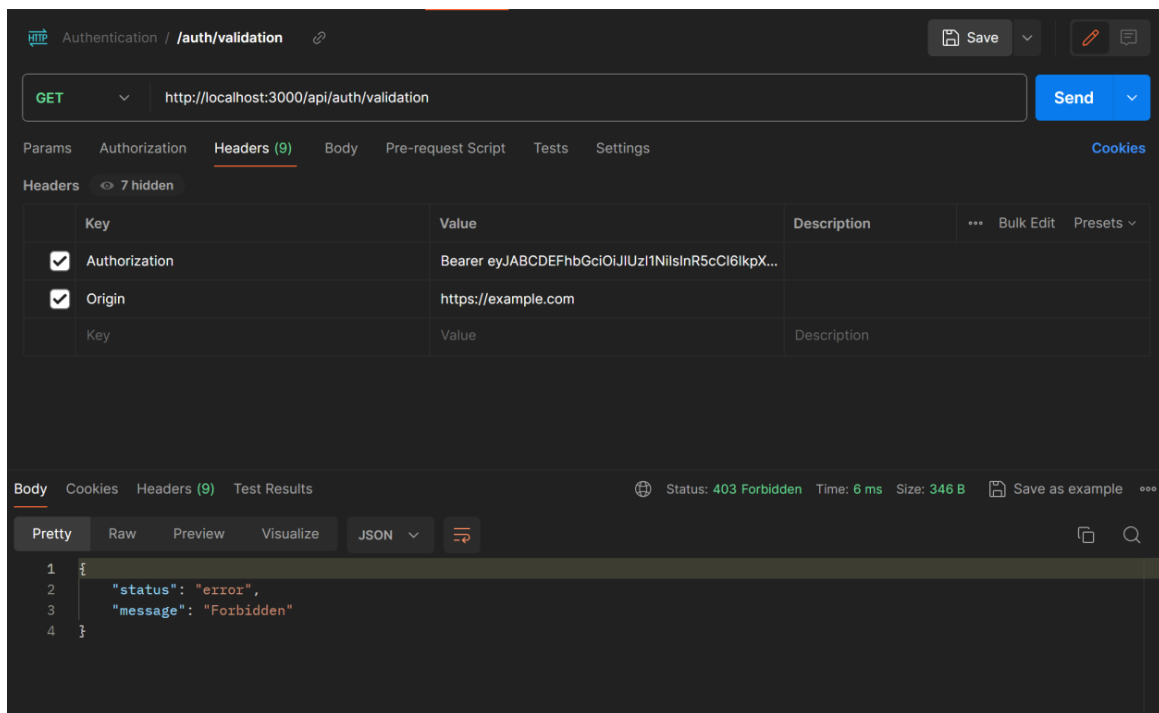 HTTP Authentication / /auth/validation Save
GET http://localhost:3000/api/auth/validation Send
Params Authorization Headers (9) Body Pre-request Script Tests Settings Cookies
Headers 7 hidden
Key Value Description Bulk Edit Presets
Authorization Bearer eyJABCDEFhbGciOiJIUzI1NiIsInR5cCI6IkpX...
Origin https://example.com
Key Value Description
Body Cookies Headers (9) Test Results Status: 403 Forbidden Time: 6 ms Size: 346 B Save as example
Pretty Raw Preview Visualize JSON
1 {
2 "status": "error",
3 "message": "Forbidden"
4 }